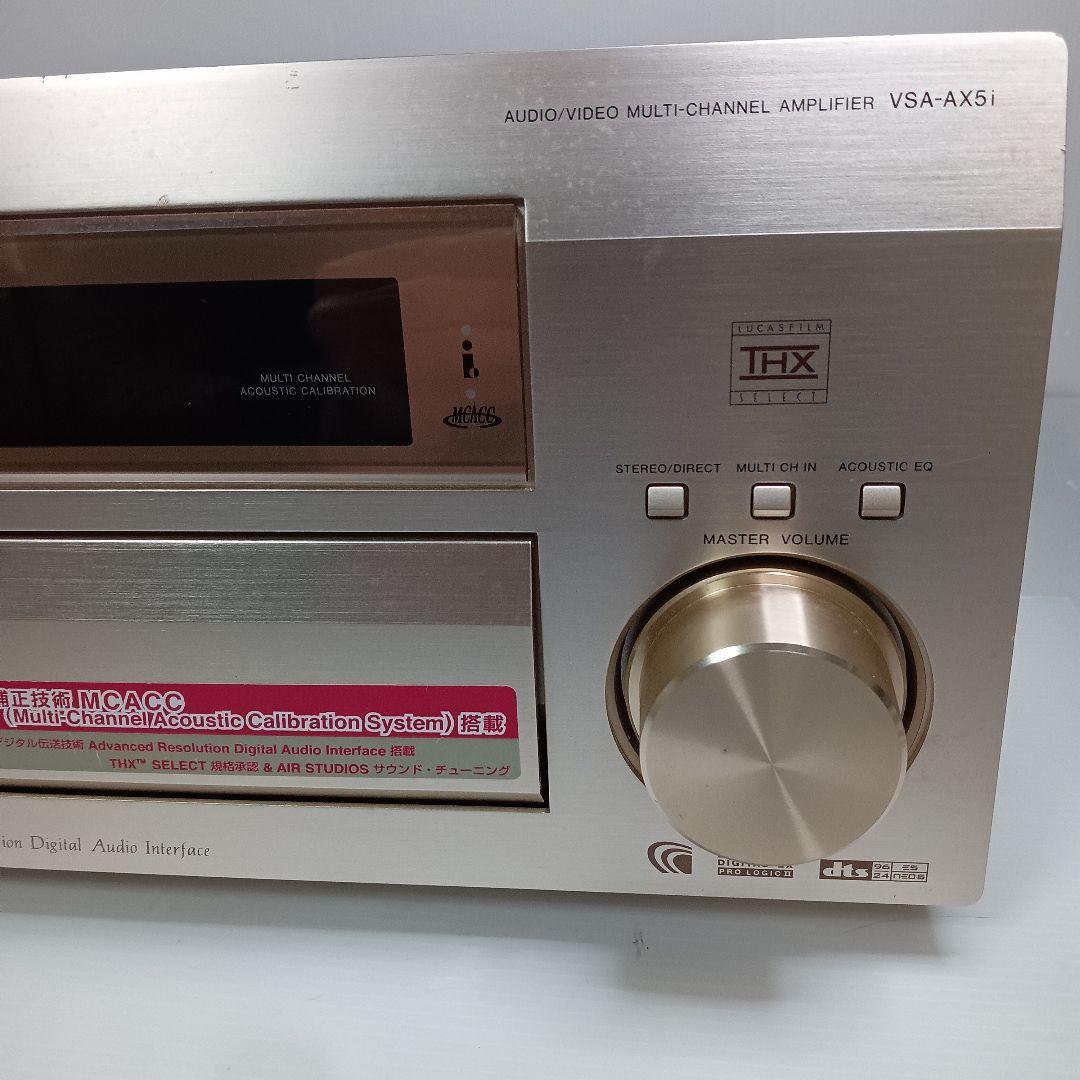 AUDIO/VIDEO MULTI-CHANNEL AMPLIFIER VSA-AX5i
LUCASFILM
THX
SELECT
MULTI CHANNEL
ACOUSTIC CALIBRATION
i
MCACC
STEREO/DIRECT MULTI CH IN ACOUSTIC EQ
MASTER VOLUME
補正技術 MCACC
(Multi-Channel Acoustic Calibration System) 搭載
デジタル伝送技術 Advanced Resolution Digital Audio Interface 搭載
THX™ SELECT 規格承認 & AIR STUDIOS サウンド・チューニング
Digital Audio Interface
PRO LOGIC II
dts 96 24 ES NEO:6